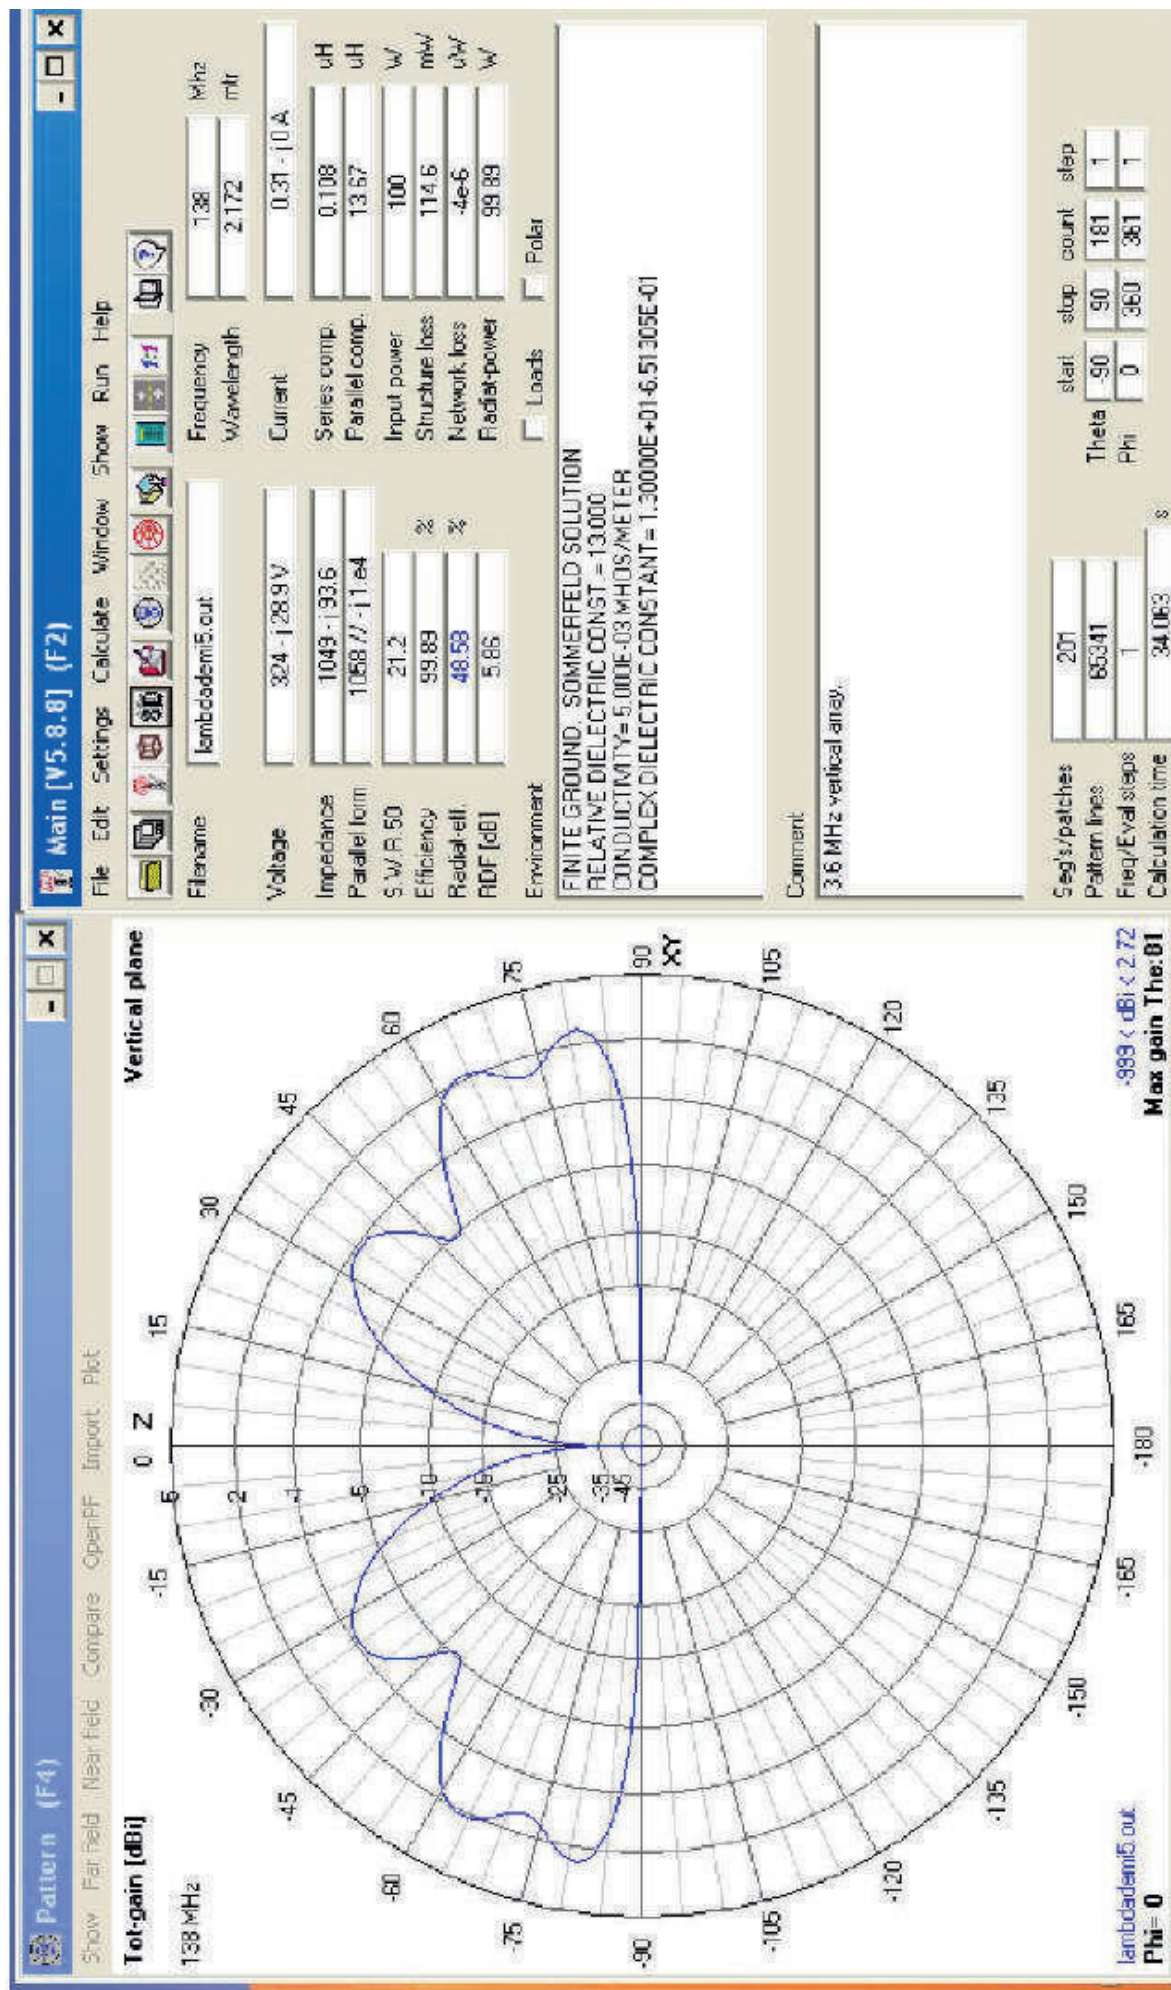 Pattern (F4)
Show Far field Near field Compare OpenPF Import Plot
Tot-gain [dBi]
Vertical plane
138 MHz
0 Z
-15 15
-30 30
-45 45
-60 60
-75 75
-90 90
XY
-105 105
-120 120
-135 135
-150 150
-165 165
-180
5
2
-1
-5
-10
-15
-25
-35
-45
lambdademi5.out
Phi= 0
-999 < dBi < 2.72
Max gain The:81
Main [V5.8.8] (F2)
File Edit Settings Calculate Window Show Run Help
3D 1:1 ?
Filename lambdademi5.out
Frequency 138 Mhz
Wavelength 2.172 mtr
Voltage 324 - j 28.9 V
Current 0.31 - j 0 A
Impedance 1049 - j 93.6
Series comp. 0.108 uH
Parallel form 1058 // - j 1.e4
Parallel comp. 13.67 uH
S.W.R.50 21.2
Input power 100 W
Efficiency 99.89 %
Structure loss 114.6 mW
Radiat-eff. 48.58 %
Network loss -4e-6 uW
RDF [dB] 5.86
Radiat-power 99.89 W
Environment
Loads Polar
FINITE GROUND. SOMMERFELD SOLUTION
RELATIVE DIELECTRIC CONST.= 13.000
CONDUCTIVITY= 5.000E-03 MHOS/METER
COMPLEX DIELECTRIC CONSTANT= 1.30000E+01-6.51305E-01
Comment
3.6 MHz vertical array.
Seg's/patches 201
Pattern lines 65341
Freq/Eval steps 1
Calculation time 34.063 s
start stop count step
Theta -90 90 181 1
Phi 0 360 361 1